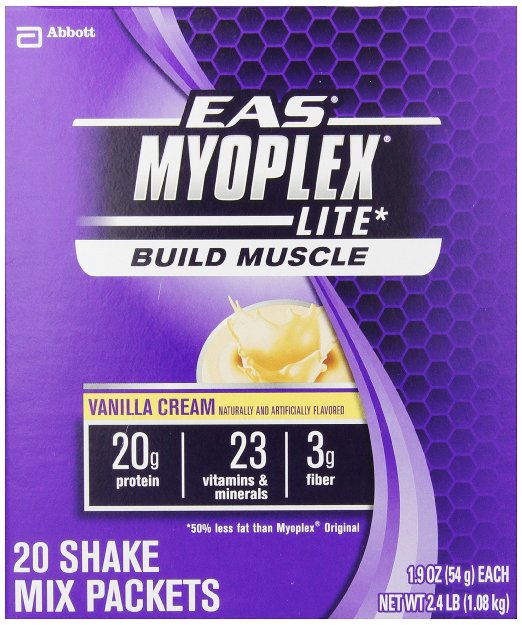 Abbott
EAS®
MYOPLEX®
LITE*
BUILD MUSCLE
VANILLA CREAM NATURALLY AND ARTIFICIALLY FLAVORED
20g protein
23 vitamins & minerals
3g fiber
*50% less fat than Myoplex® Original
20 SHAKE
MIX PACKETS
1.9 OZ (54 g) EACH
NET WT 2.4 LB (1.08 kg)